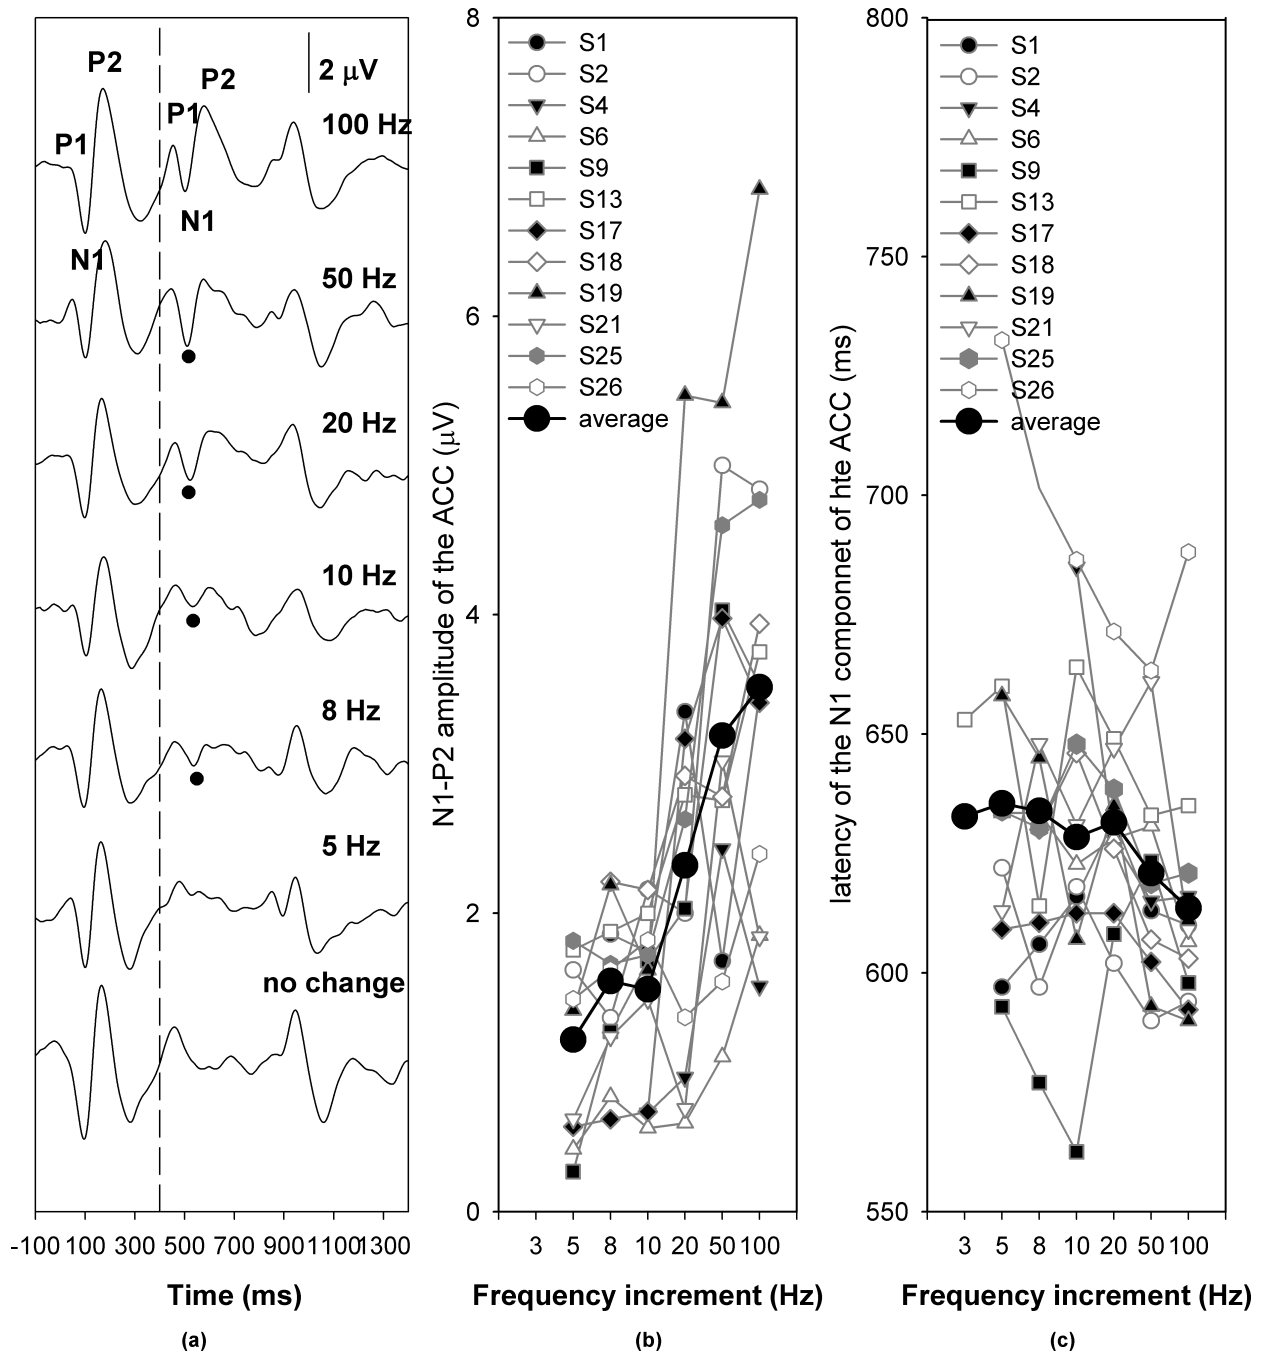 P2
P1
N1
P1
P2
N1
2 μV
100 Hz
50 Hz
20 Hz
10 Hz
8 Hz
5 Hz
no change
-100 100 300 500 700 900 1100 1300
Time (ms)
(a)
N1-P2 amplitude of the ACC (μV)
8
6
4
2
0
S1
S2
S4
S6
S9
S13
S17
S18
S19
S21
S25
S26
average
3 5 8 10 20 50 100
Frequency increment (Hz)
(b)
latency of the N1 componnet of hte ACC (ms)
800
750
700
650
600
550
S1
S2
S4
S6
S9
S13
S17
S18
S19
S21
S25
S26
average
3 5 8 10 20 50 100
Frequency increment (Hz)
(c)